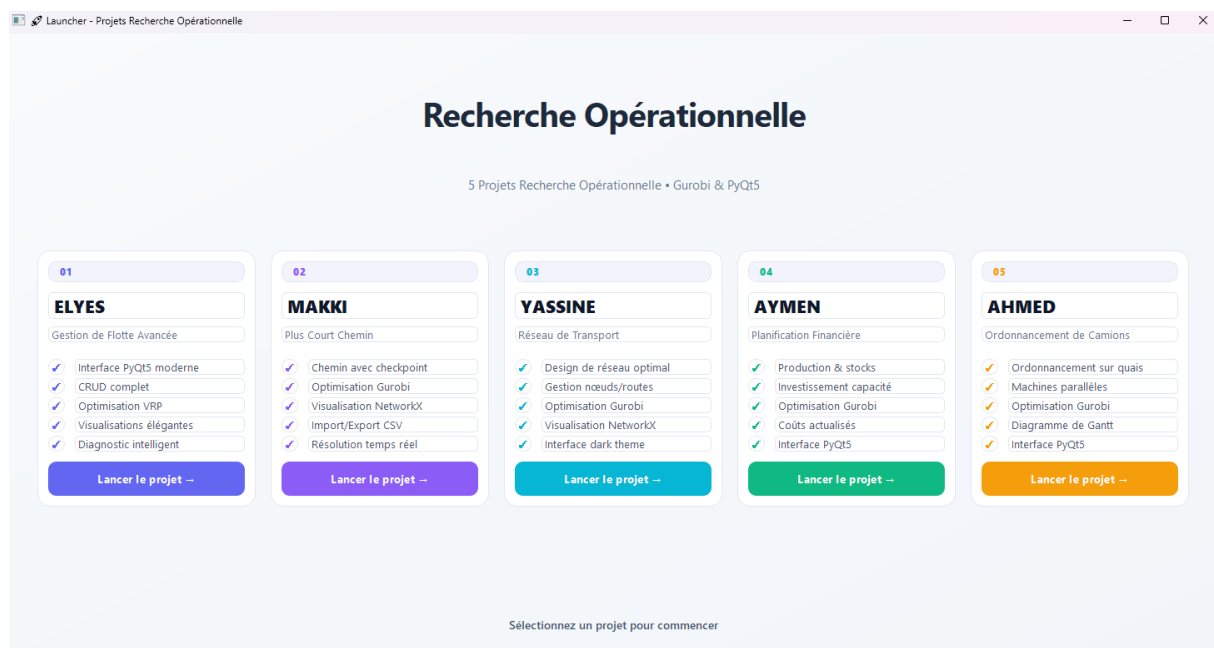 Launcher - Projets Recherche Opérationnelle
Recherche Opérationnelle
5 Projets Recherche Opérationnelle • Gurobi & PyQt5
01
ELYES
Gestion de Flotte Avancée
✓ Interface PyQt5 moderne
✓ CRUD complet
✓ Optimisation VRP
✓ Visualisations élégantes
✓ Diagnostic intelligent
Lancer le projet →
02
MAKKI
Plus Court Chemin
✓ Chemin avec checkpoint
✓ Optimisation Gurobi
✓ Visualisation NetworkX
✓ Import/Export CSV
✓ Résolution temps réel
Lancer le projet →
03
YASSINE
Réseau de Transport
✓ Design de réseau optimal
✓ Gestion nœuds/routes
✓ Optimisation Gurobi
✓ Visualisation NetworkX
✓ Interface dark theme
Lancer le projet →
04
AYMEN
Planification Financière
✓ Production & stocks
✓ Investissement capacité
✓ Optimisation Gurobi
✓ Coûts actualisés
✓ Interface PyQt5
Lancer le projet →
05
AHMED
Ordonnancement de Camions
✓ Ordonnancement sur quais
✓ Machines parallèles
✓ Optimisation Gurobi
✓ Diagramme de Gantt
✓ Interface PyQt5
Lancer le projet →
Sélectionnez un projet pour commencer